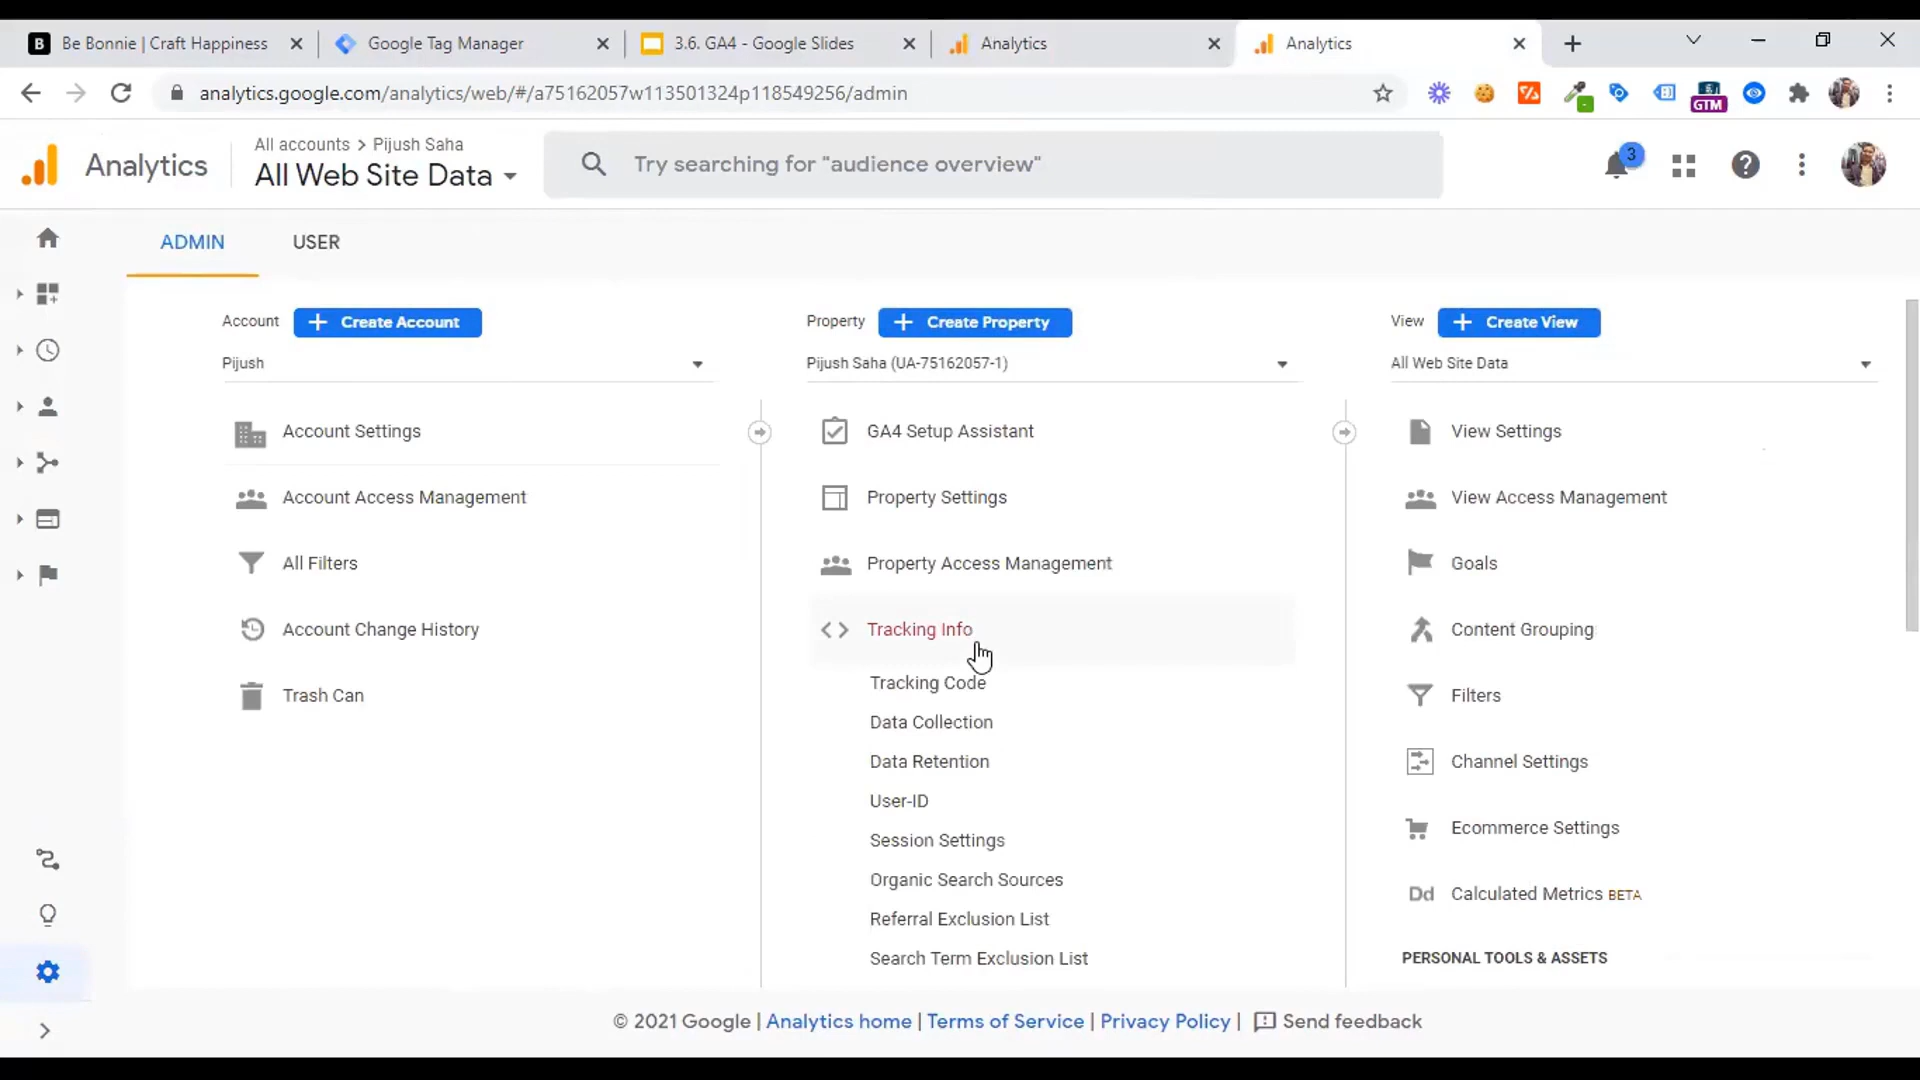 B Be Bonnie | Craft Happiness
Google Tag Manager
3.6. GA4 - Google Slides
Analytics
Analytics
analytics.google.com/analytics/web/#/a75162057w113501324p118549256/admin
GTM
Analytics
All accounts > Pijush Saha
All Web Site Data
Try searching for "audience overview"
3
ADMIN
USER
Account
+ Create Account
Property
+ Create Property
View
+ Create View
Pijush
Pijush Saha (UA-75162057-1)
All Web Site Data
Account Settings
Account Access Management
All Filters
Account Change History
Trash Can
GA4 Setup Assistant
Property Settings
Property Access Management
Tracking Info
Tracking Code
Data Collection
Data Retention
User-ID
Session Settings
Organic Search Sources
Referral Exclusion List
Search Term Exclusion List
View Settings
View Access Management
Goals
Content Grouping
Filters
Channel Settings
Ecommerce Settings
Dd Calculated Metrics BETA
PERSONAL TOOLS & ASSETS
© 2021 Google | Analytics home | Terms of Service | Privacy Policy | Send feedback